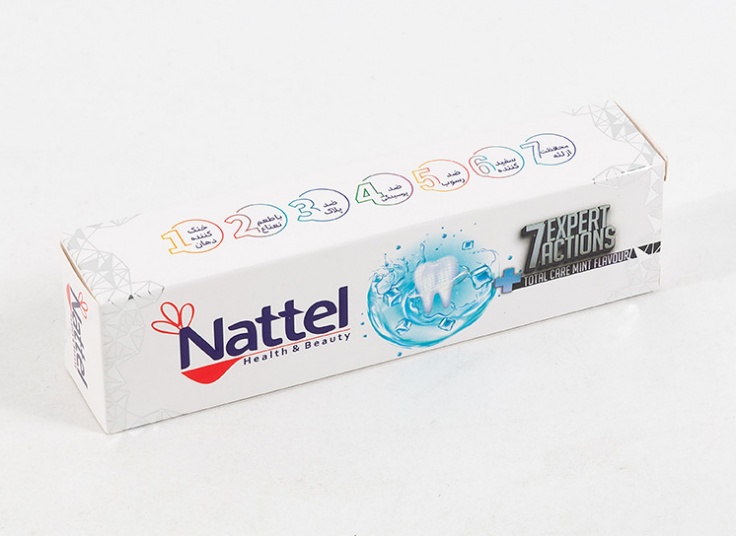 1 خنک
کننده
دهان
2 با طعم
نعناع
3 ضد
پلاک
4 ضد
پوسیدگی
5 ضد
رسوب
6 سفید
کننده
7 محافظت
از لثه
Nattel
Health & Beauty
7 EXPERT
ACTIONS
TOTAL CARE MINT FLAVOUR
Nattel